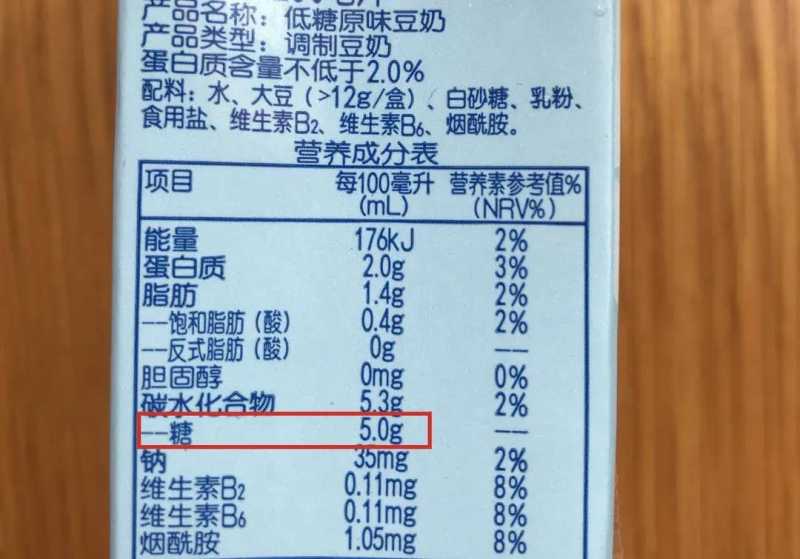 产品名称：低糖原味豆奶
产品类型：调制豆奶
蛋白质含量不低于2.0%
配料：水、大豆（>12g/盒）、白砂糖、乳粉、
食用盐、维生素B2、维生素B6、烟酰胺。
营养成分表
项目 每100毫升(mL) 营养素参考值%(NRV%)
能量 176kJ 2%
蛋白质 2.0g 3%
脂肪 1.4g 2%
--饱和脂肪（酸） 0.4g 2%
--反式脂肪（酸） 0g --
胆固醇 0mg 0%
碳水化合物 5.3g 2%
--糖 5.0g --
钠 35mg 2%
维生素B2 0.11mg 8%
维生素B6 0.11mg 8%
烟酰胺 1.05mg 8%